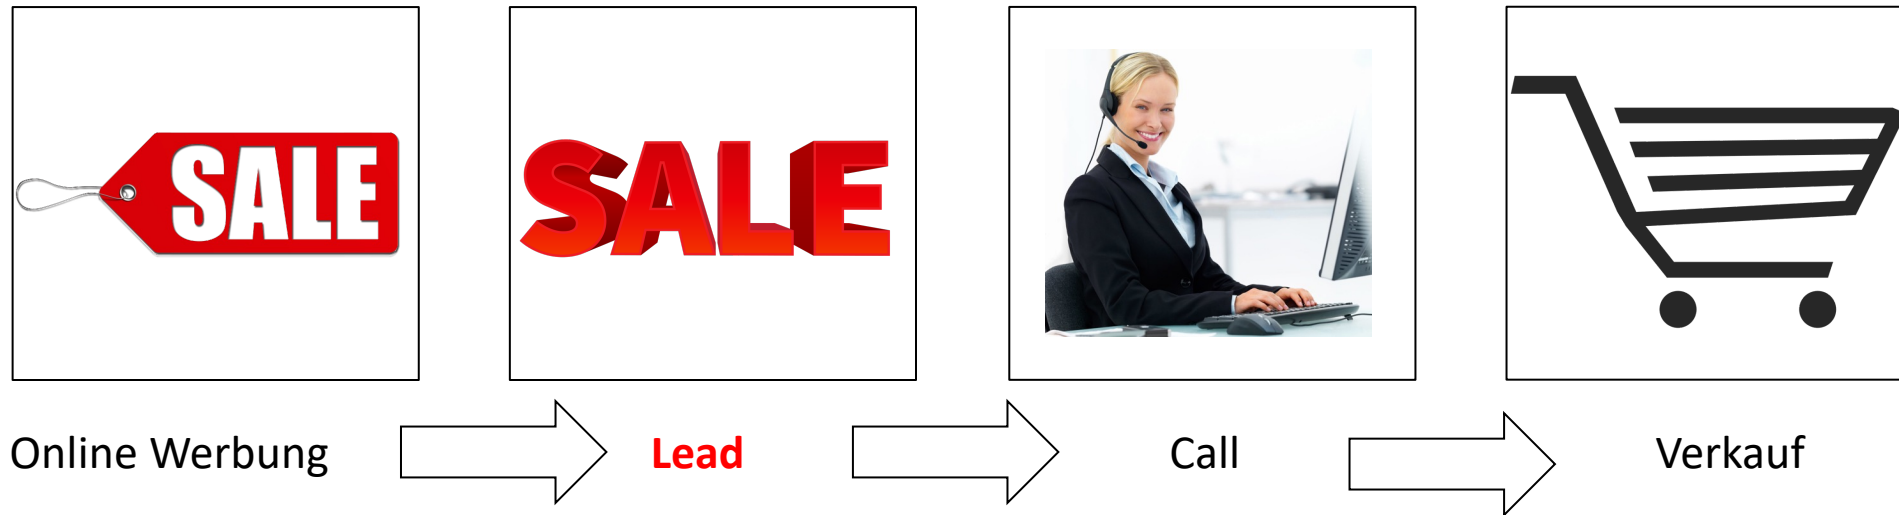 SALE
SALE
Online Werbung
Lead
Call
Verkauf